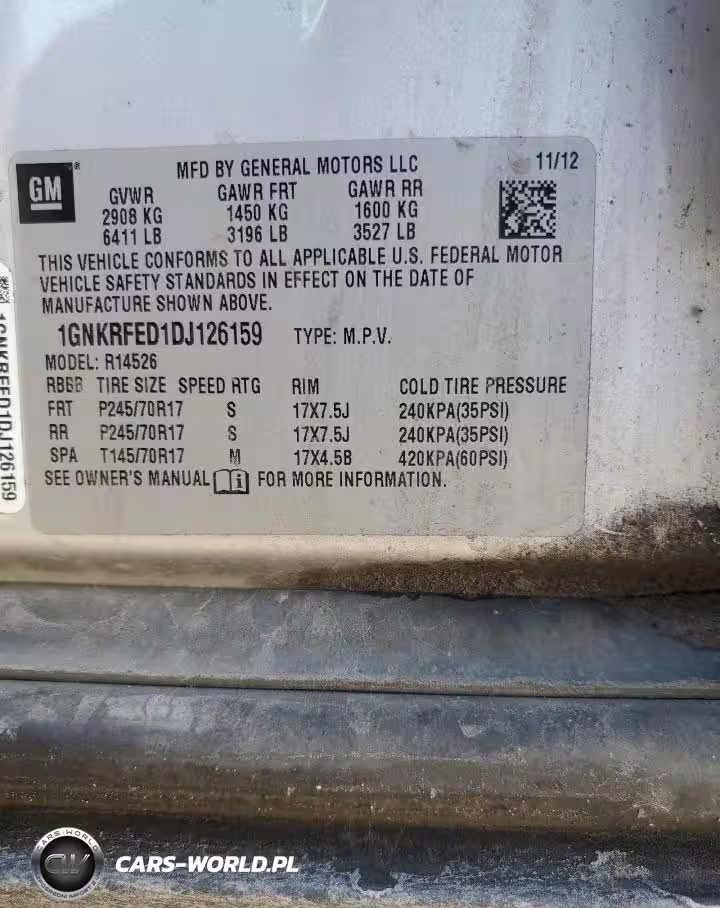 GM
MFD BY GENERAL MOTORS LLC 11/12
GVWR GAWR FRT GAWR RR
2908 KG 1450 KG 1600 KG
6411 LB 3196 LB 3527 LB
THIS VEHICLE CONFORMS TO ALL APPLICABLE U.S. FEDERAL MOTOR
VEHICLE SAFETY STANDARDS IN EFFECT ON THE DATE OF
MANUFACTURE SHOWN ABOVE.
1GNKRFED1DJ126159 TYPE: M.P.V.
MODEL: R14526
TIRE SIZE SPEED RTG RIM COLD TIRE PRESSURE
FRT P245/70R17 S 17X7.5J 240KPA(35PSI)
RR P245/70R17 S 17X7.5J 240KPA(35PSI)
SPA T145/70R17 M 17X4.5B 420KPA(60PSI)
SEE OWNER'S MANUAL FOR MORE INFORMATION.
1GNKRFED1DJ126159
CARS-WORLD
CW
CARS-WORLD.PL